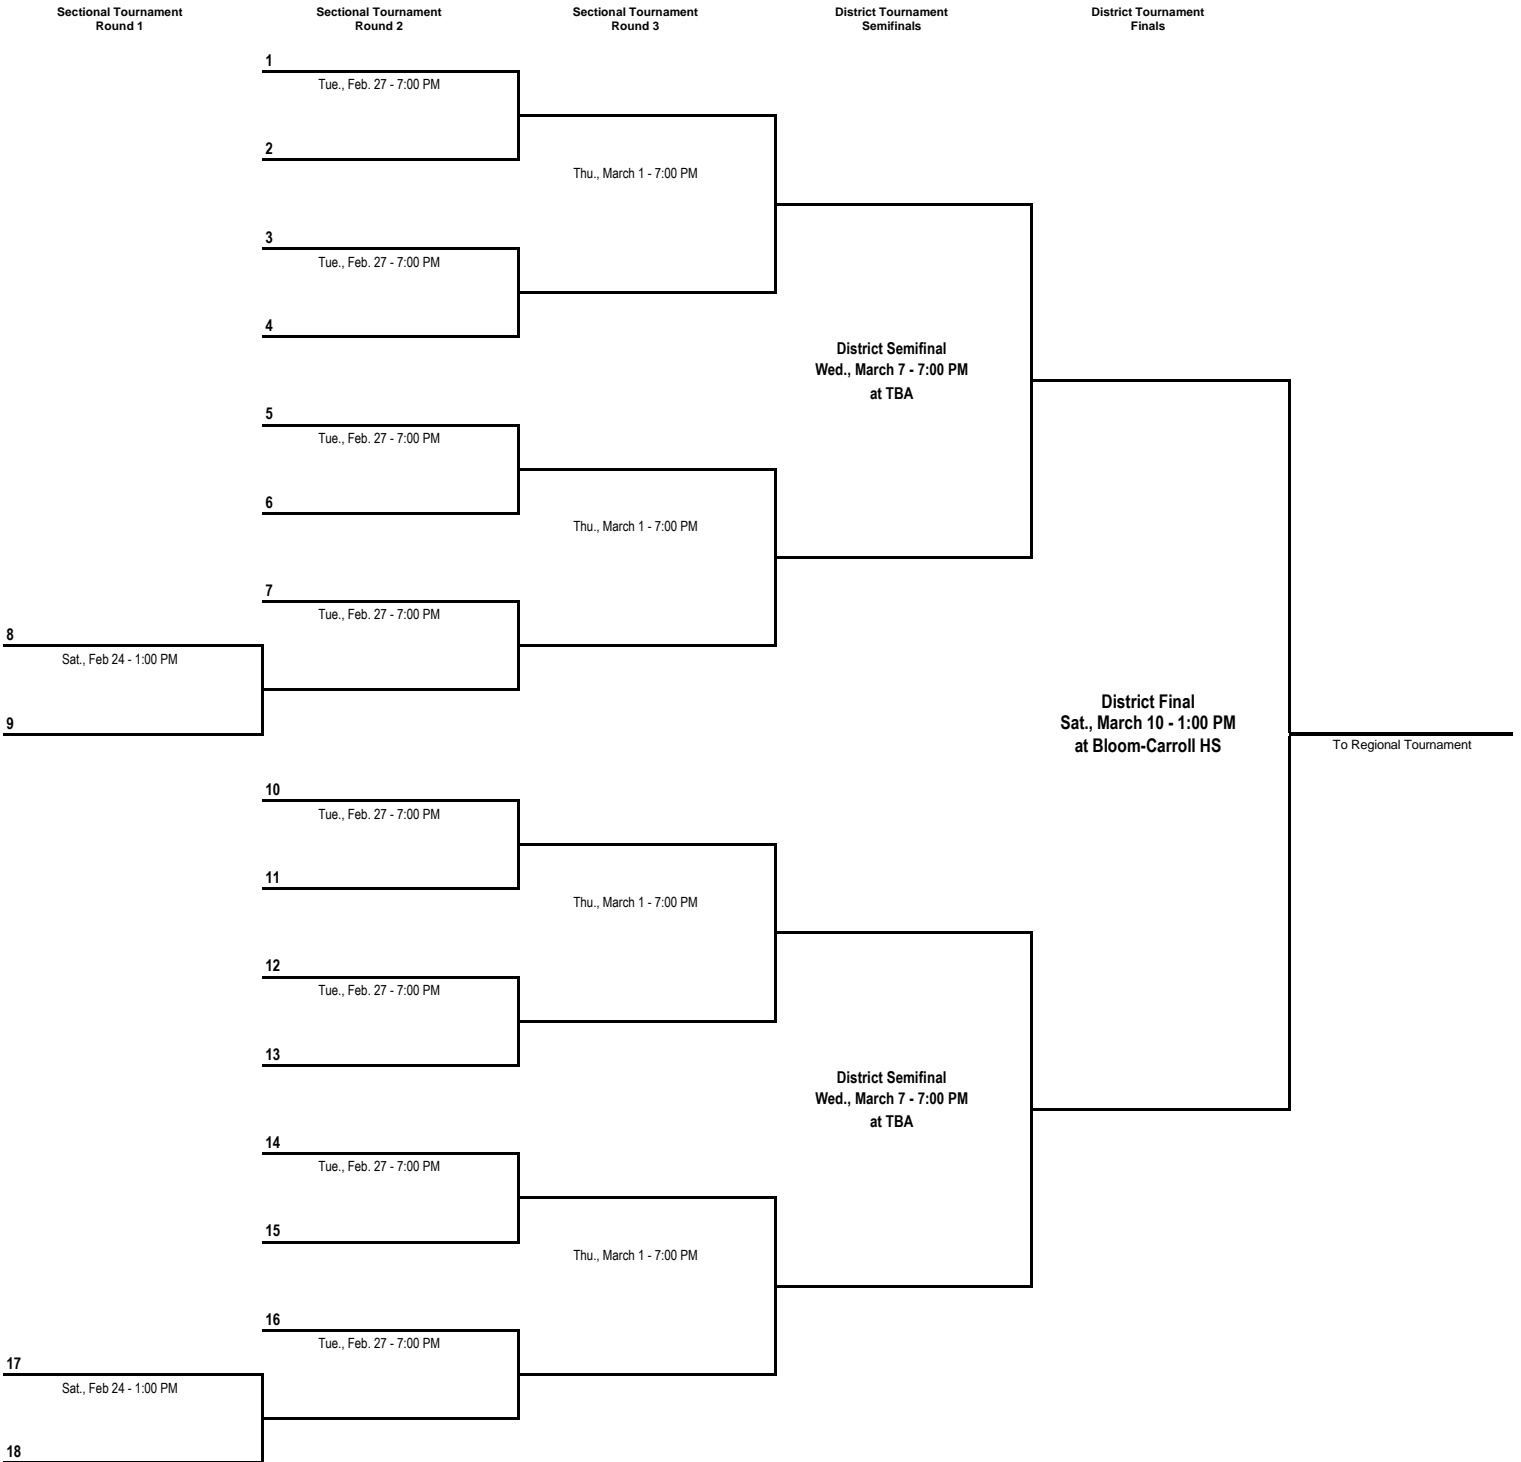 Sectional Tournament
Round 1
Sectional Tournament
Round 2
Sectional Tournament
Round 3
District Tournament
Semifinals
District Tournament
Finals
1
Tue., Feb. 27 - 7:00 PM
2
Thu., March 1 - 7:00 PM
3
Tue., Feb. 27 - 7:00 PM
4
District Semifinal
Wed., March 7 - 7:00 PM
at TBA
5
Tue., Feb. 27 - 7:00 PM
6
Thu., March 1 - 7:00 PM
7
Tue., Feb. 27 - 7:00 PM
8
Sat., Feb 24 - 1:00 PM
9
District Final
Sat., March 10 - 1:00 PM
at Bloom-Carroll HS
To Regional Tournament
10
Tue., Feb. 27 - 7:00 PM
11
Thu., March 1 - 7:00 PM
12
Tue., Feb. 27 - 7:00 PM
13
District Semifinal
Wed., March 7 - 7:00 PM
at TBA
14
Tue., Feb. 27 - 7:00 PM
15
Thu., March 1 - 7:00 PM
16
Tue., Feb. 27 - 7:00 PM
17
Sat., Feb 24 - 1:00 PM
18